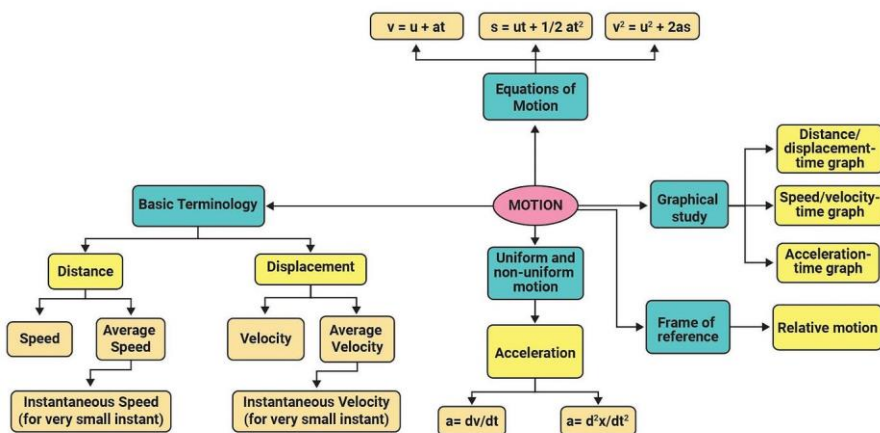 v = u + at
s = ut + 1/2 at²
v² = u² + 2as
Equations of
Motion
Distance/
displacement-
time graph
Basic Terminology
MOTION
Graphical
study
Speed/velocity-
time graph
Distance
Displacement
Uniform and
non-uniform
motion
Acceleration-
time graph
Speed
Average
Speed
Velocity
Average
Velocity
Acceleration
Frame of
reference
Relative motion
Instantaneous Speed
(for very small instant)
Instantaneous Velocity
(for very small instant)
a= dv/dt
a= d²x/dt²